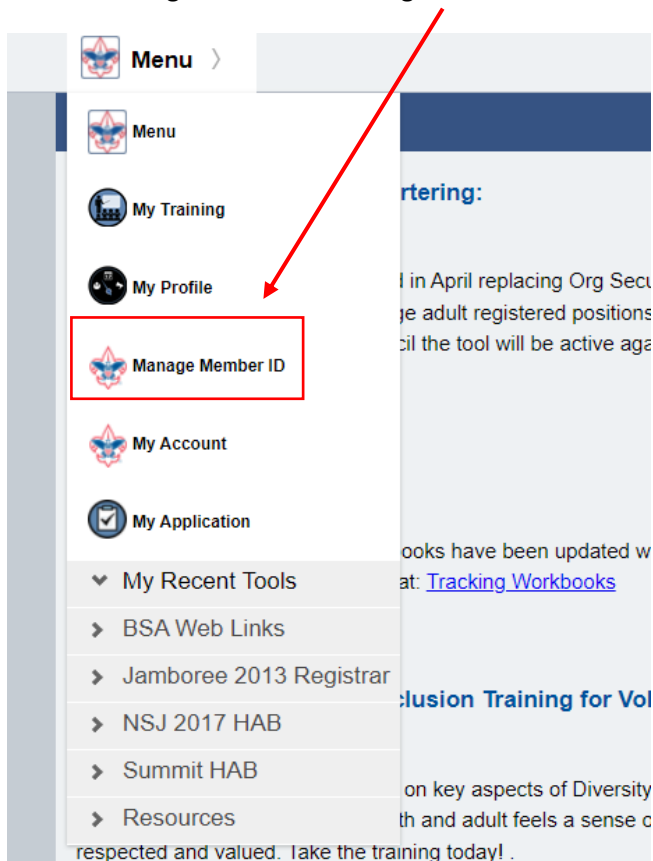 Menu
Menu
My Training
My Profile
Manage Member ID
My Account
My Application
My Recent Tools
BSA Web Links
Jamboree 2013 Registrar
NSJ 2017 HAB
Summit HAB
Resources
rtering:
in April replacing Org Secu
ge adult registered positions
cil the tool will be active aga
ooks have been updated w
at: Tracking Workbooks
clusion Training for Vol
on key aspects of Diversity
th and adult feels a sense o
respected and valued. Take the training today! .